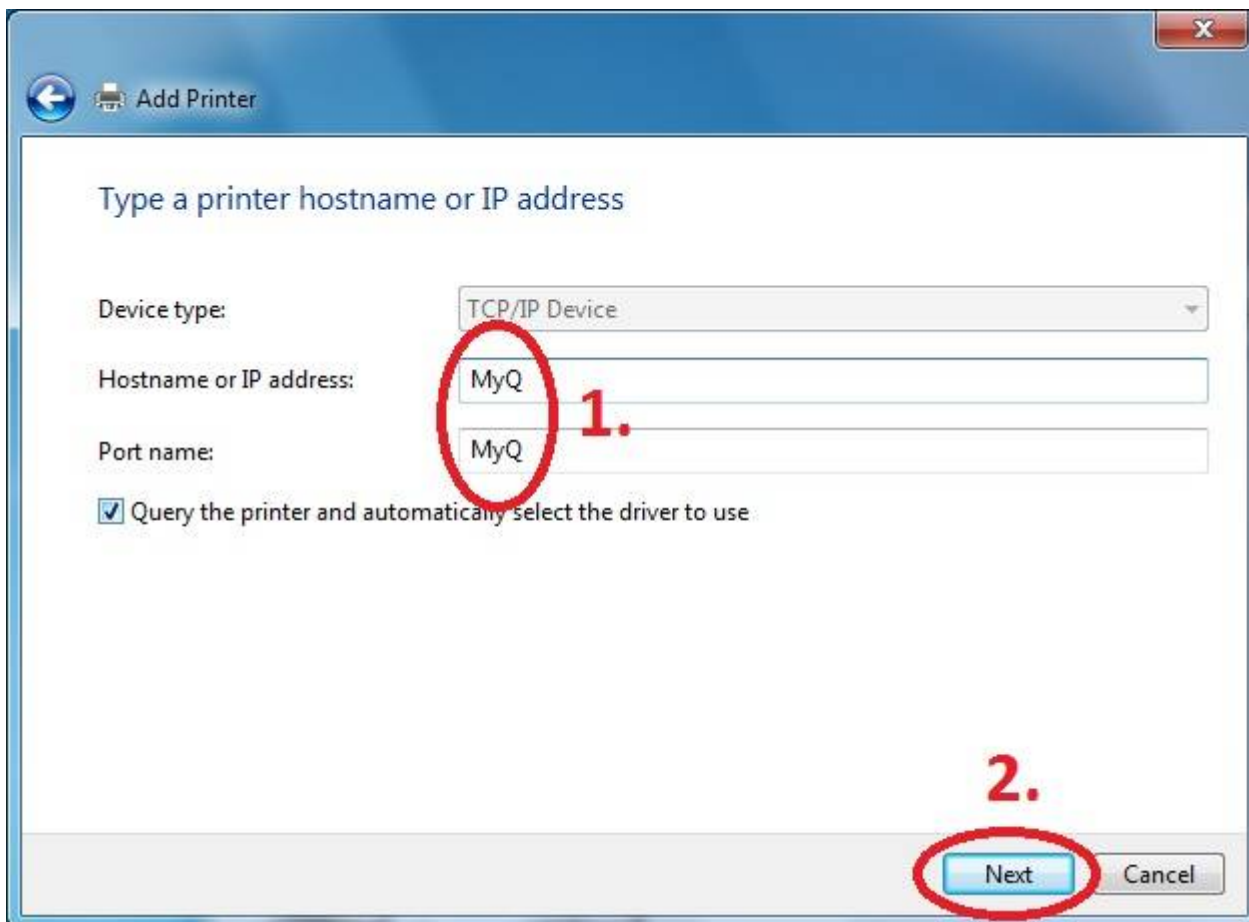 Add Printer
Type a printer hostname or IP address
Device type: TCP/IP Device
Hostname or IP address: MyQ
1.
Port name: MyQ
Query the printer and automatically select the driver to use
2.
Next Cancel